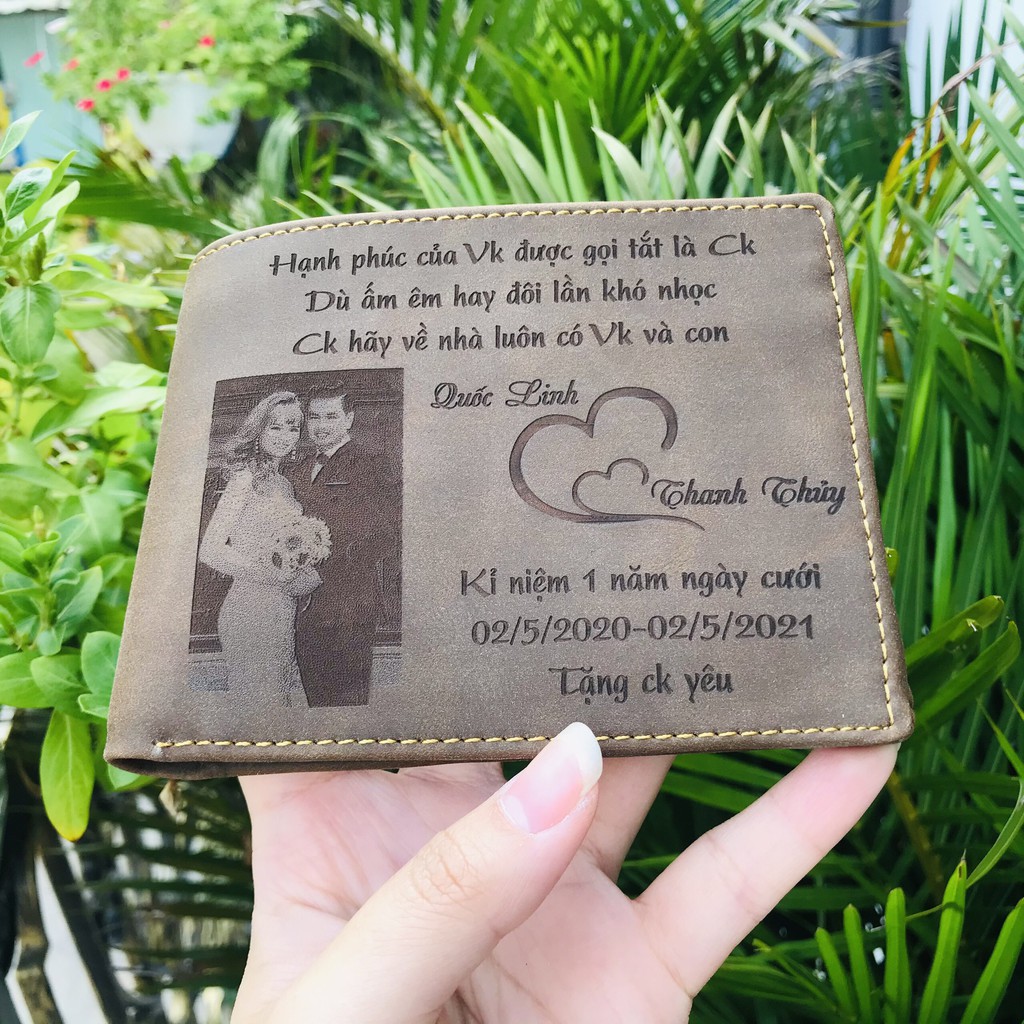 Hạnh phúc của Vk được gọi tắt là Ck
Dù ấm êm hay đôi lần khó nhọc
Ck hãy về nhà luôn có Vk và con
Quốc Linh
Thanh Thủy
Kỉ niệm 1 năm ngày cưới
02/5/2020-02/5/2021
Tặng ck yêu